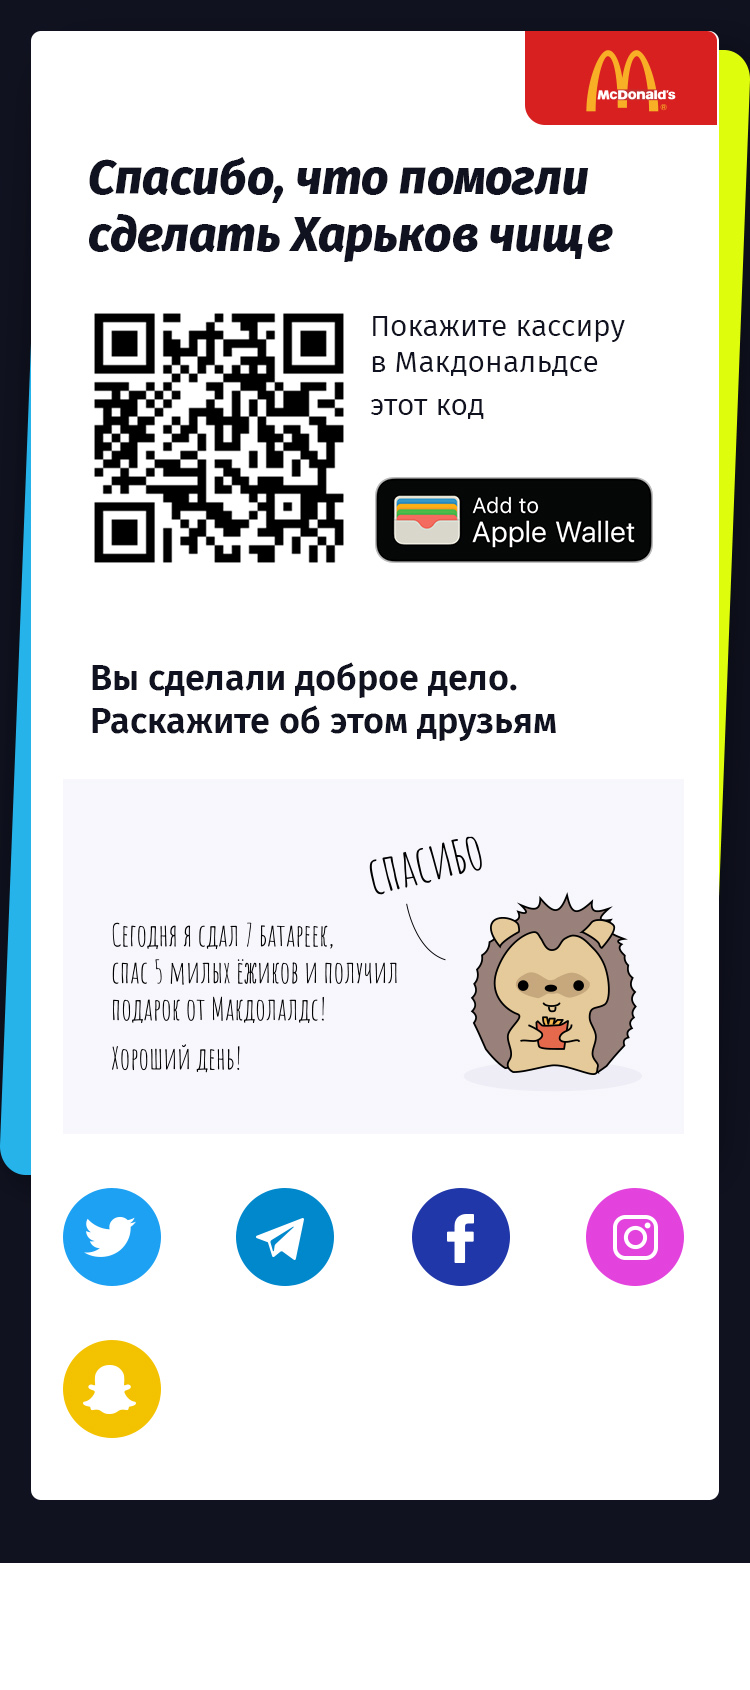 McDonald's
®
Спасибо, что помогли
сделать Харьков чище
Покажите кассиру
в Макдональдсе
этот код
Add to
Apple Wallet
Вы сделали доброе дело.
Раскажите об этом друзьям
СПАСИБО
Сегодня я сдал 7 батареек,
спас 5 милых ёжиков и получил
подарок от Макдолалдс!
Хороший день!